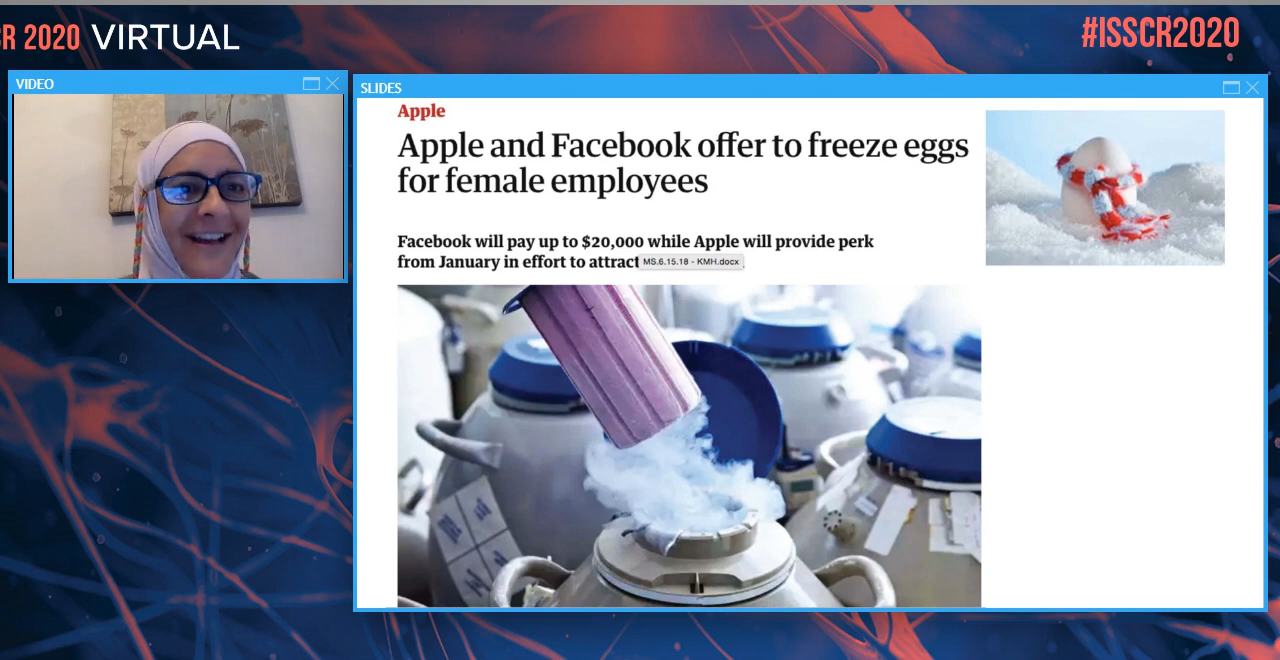 R 2020 VIRTUAL
#ISSCR2020
VIDEO
SLIDES
Apple
Apple and Facebook offer to freeze eggs
for female employees
Facebook will pay up to $20,000 while Apple will provide perk
from January in effort to attract MS.6.15.18 - KMH.docx